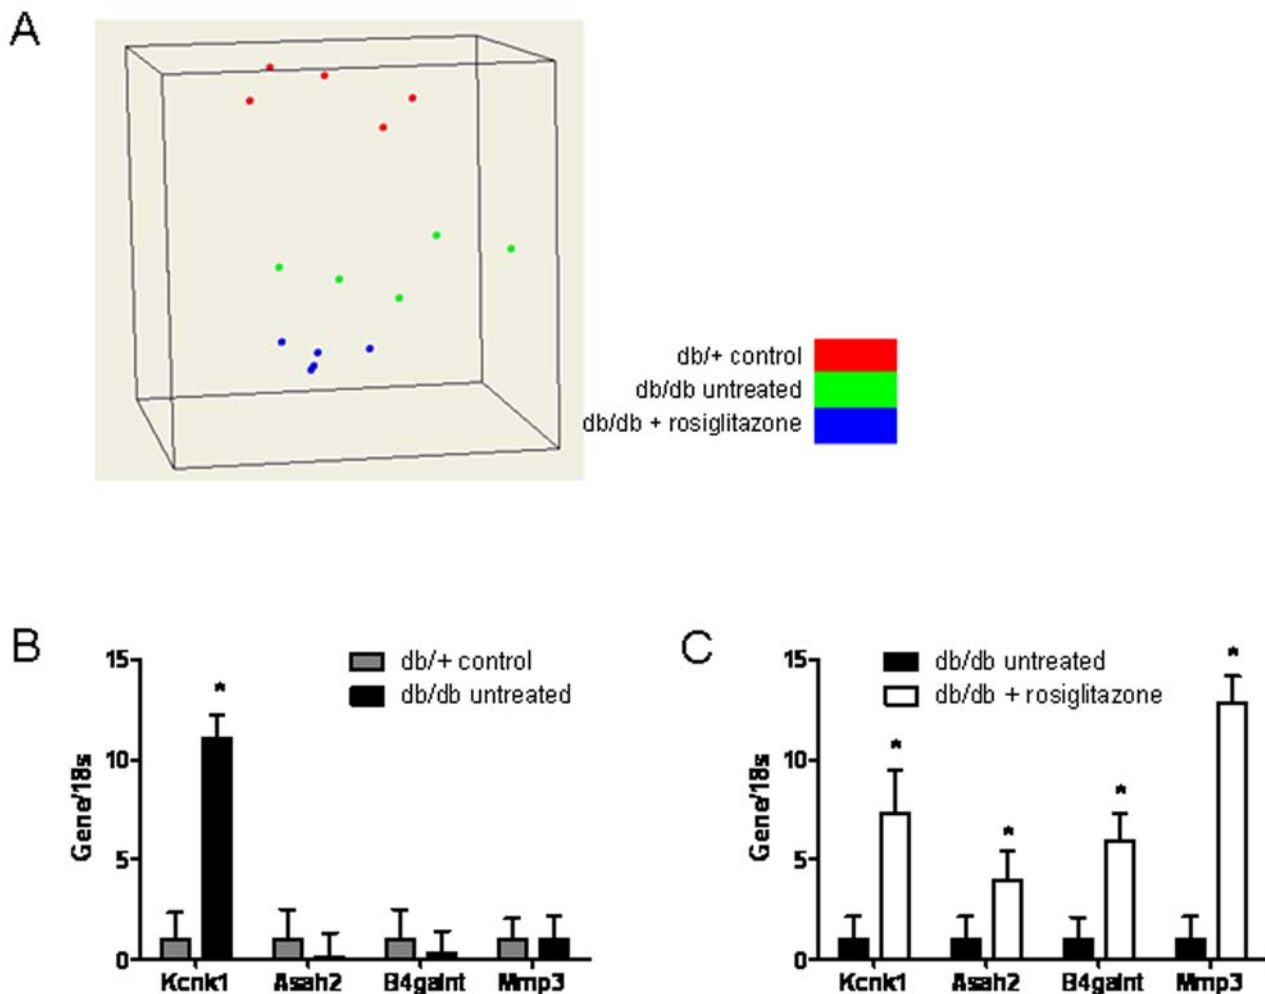 A
db/+ control
db/db untreated
db/db + rosiglitazone
B
15
10
5
0
Gene/18s
*
db/+ control
db/db untreated
Kcnk1
Asah2
B4galnt
Mmp3
C
15
10
5
0
Gene/18s
db/db untreated
db/db + rosiglitazone
*
*
*
*
Kcnk1
Asah2
B4galnt
Mmp3